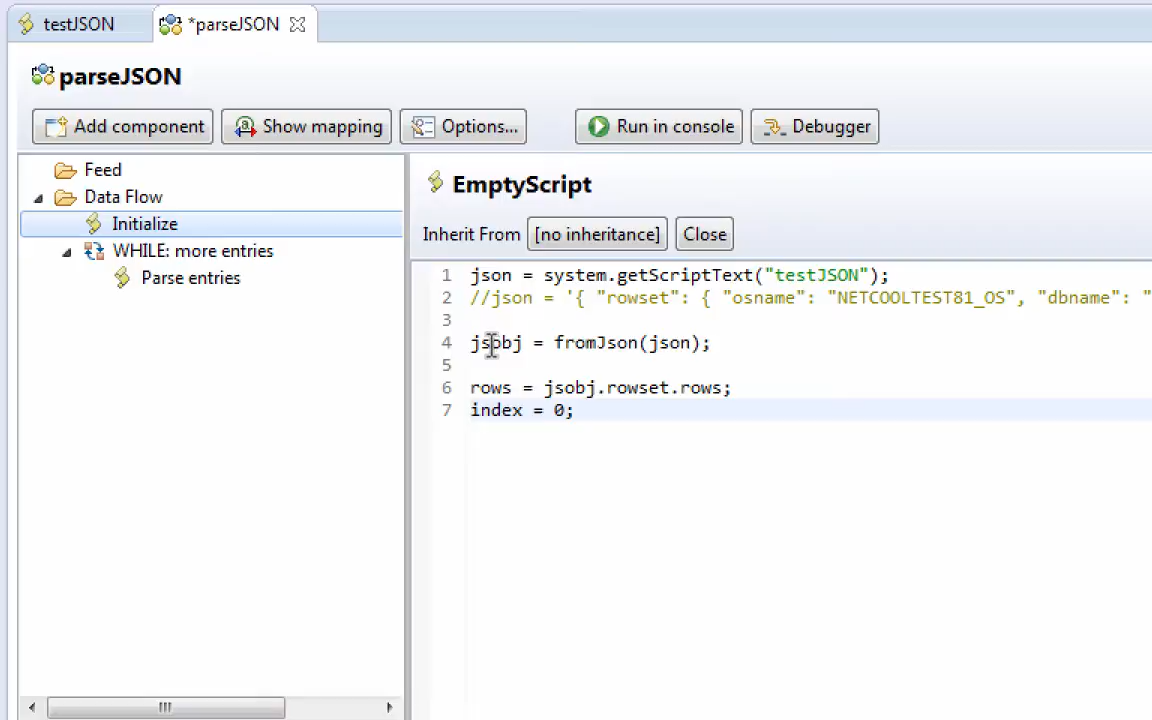 testJSON *parseJSON
parseJSON
Add component Show mapping Options... Run in console Debugger
Feed
Data Flow
Initialize
WHILE: more entries
Parse entries
EmptyScript
Inherit From [no inheritance] Close
1 json = system.getScriptText("testJSON");
2 //json = '{ "rowset": { "osname": "NETCOOLTEST81_OS", "dbname": "
3
4 jsobj = fromJson(json);
5
6 rows = jsobj.rowset.rows;
7 index = 0;